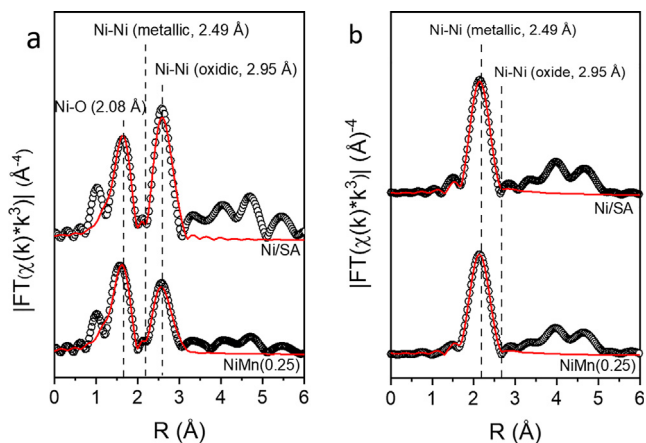 a
Ni-Ni (metallic, 2.49 Å)
Ni-Ni (oxidic, 2.95 Å)
Ni-O (2.08 Å)
Ni/SA
NiMn(0.25)
|FT(χ(k)*k³)| (Å⁻⁴)
0 1 2 3 4 5 6
R (Å)
b
Ni-Ni (metallic, 2.49 Å)
Ni-Ni (oxide, 2.95 Å)
Ni/SA
NiMn(0.25)
|FT(χ(k)*k³)| (Å)⁻⁴
0 1 2 3 4 5 6
R (Å)